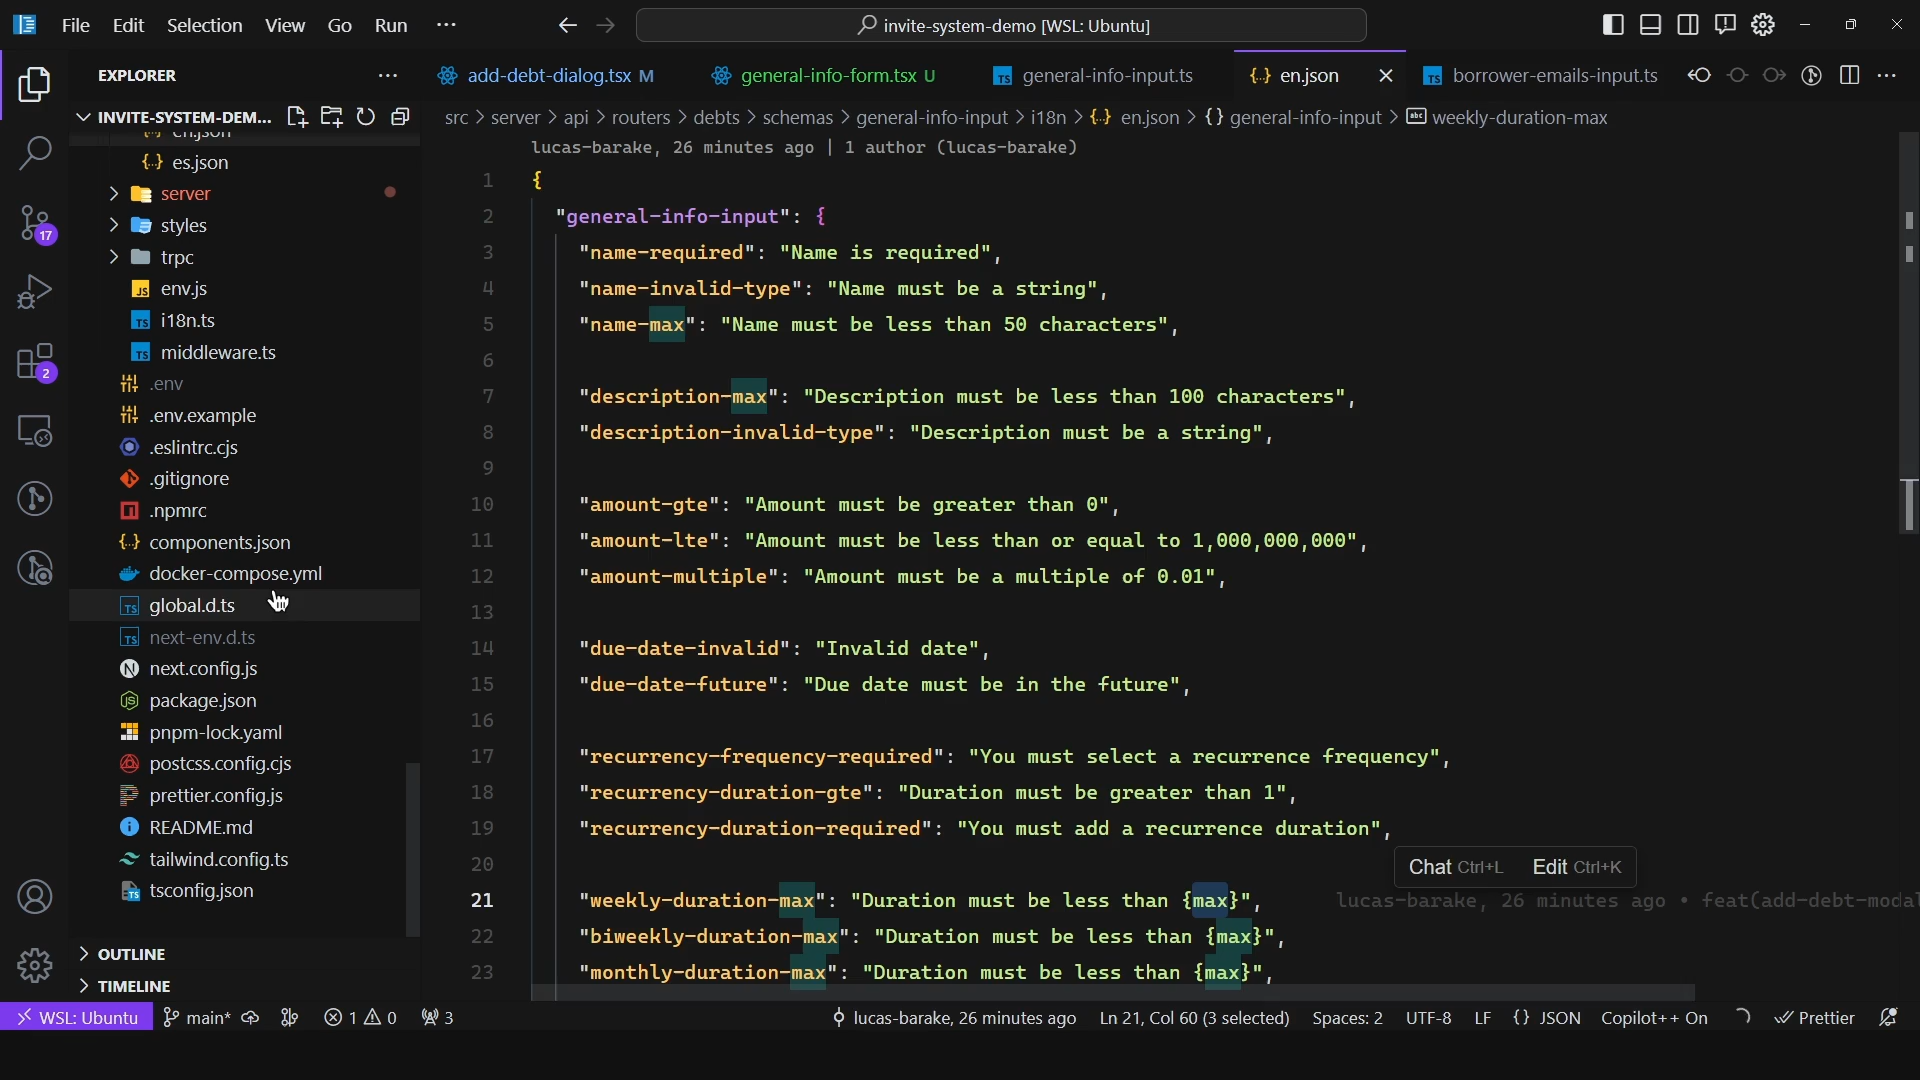 File Edit Selection View Go Run ···
invite-system-demo [WSL: Ubuntu]
EXPLORER
INVITE-SYSTEM-DEM...
en.json
es.json
server
styles
trpc
env.js
i18n.ts
middleware.ts
.env
.env.example
.eslintrc.cjs
.gitignore
.npmrc
components.json
docker-compose.yml
global.d.ts
next-env.d.ts
next.config.js
package.json
pnpm-lock.yaml
postcss.config.cjs
prettier.config.js
README.md
tailwind.config.ts
tsconfig.json
OUTLINE
TIMELINE
17
2
add-debt-dialog.tsx M general-info-form.tsx U general-info-input.ts en.json borrower-emails-input.ts
src > server > api > routers > debts > schemas > general-info-input > i18n > {..} en.json > {} general-info-input > abc weekly-duration-max
lucas-barake, 26 minutes ago | 1 author (lucas-barake)
1 {
2 "general-info-input": {
3 "name-required": "Name is required",
4 "name-invalid-type": "Name must be a string",
5 "name-max": "Name must be less than 50 characters",
6
7 "description-max": "Description must be less than 100 characters",
8 "description-invalid-type": "Description must be a string",
9
10 "amount-gte": "Amount must be greater than 0",
11 "amount-lte": "Amount must be less than or equal to 1,000,000,000",
12 "amount-multiple": "Amount must be a multiple of 0.01",
13
14 "due-date-invalid": "Invalid date",
15 "due-date-future": "Due date must be in the future",
16
17 "recurrency-frequency-required": "You must select a recurrence frequency",
18 "recurrency-duration-gte": "Duration must be greater than 1",
19 "recurrency-duration-required": "You must add a recurrence duration",
20
Chat Ctrl+L Edit Ctrl+K
21 "weekly-duration-max": "Duration must be less than {max}", lucas-barake, 26 minutes ago • feat(add-debt-modal
22 "biweekly-duration-max": "Duration must be less than {max}",
23 "monthly-duration-max": "Duration must be less than {max}",
WSL: Ubuntu main* 1 0 3 lucas-barake, 26 minutes ago Ln 21, Col 60 (3 selected) Spaces: 2 UTF-8 LF {} JSON Copilot++ On Prettier